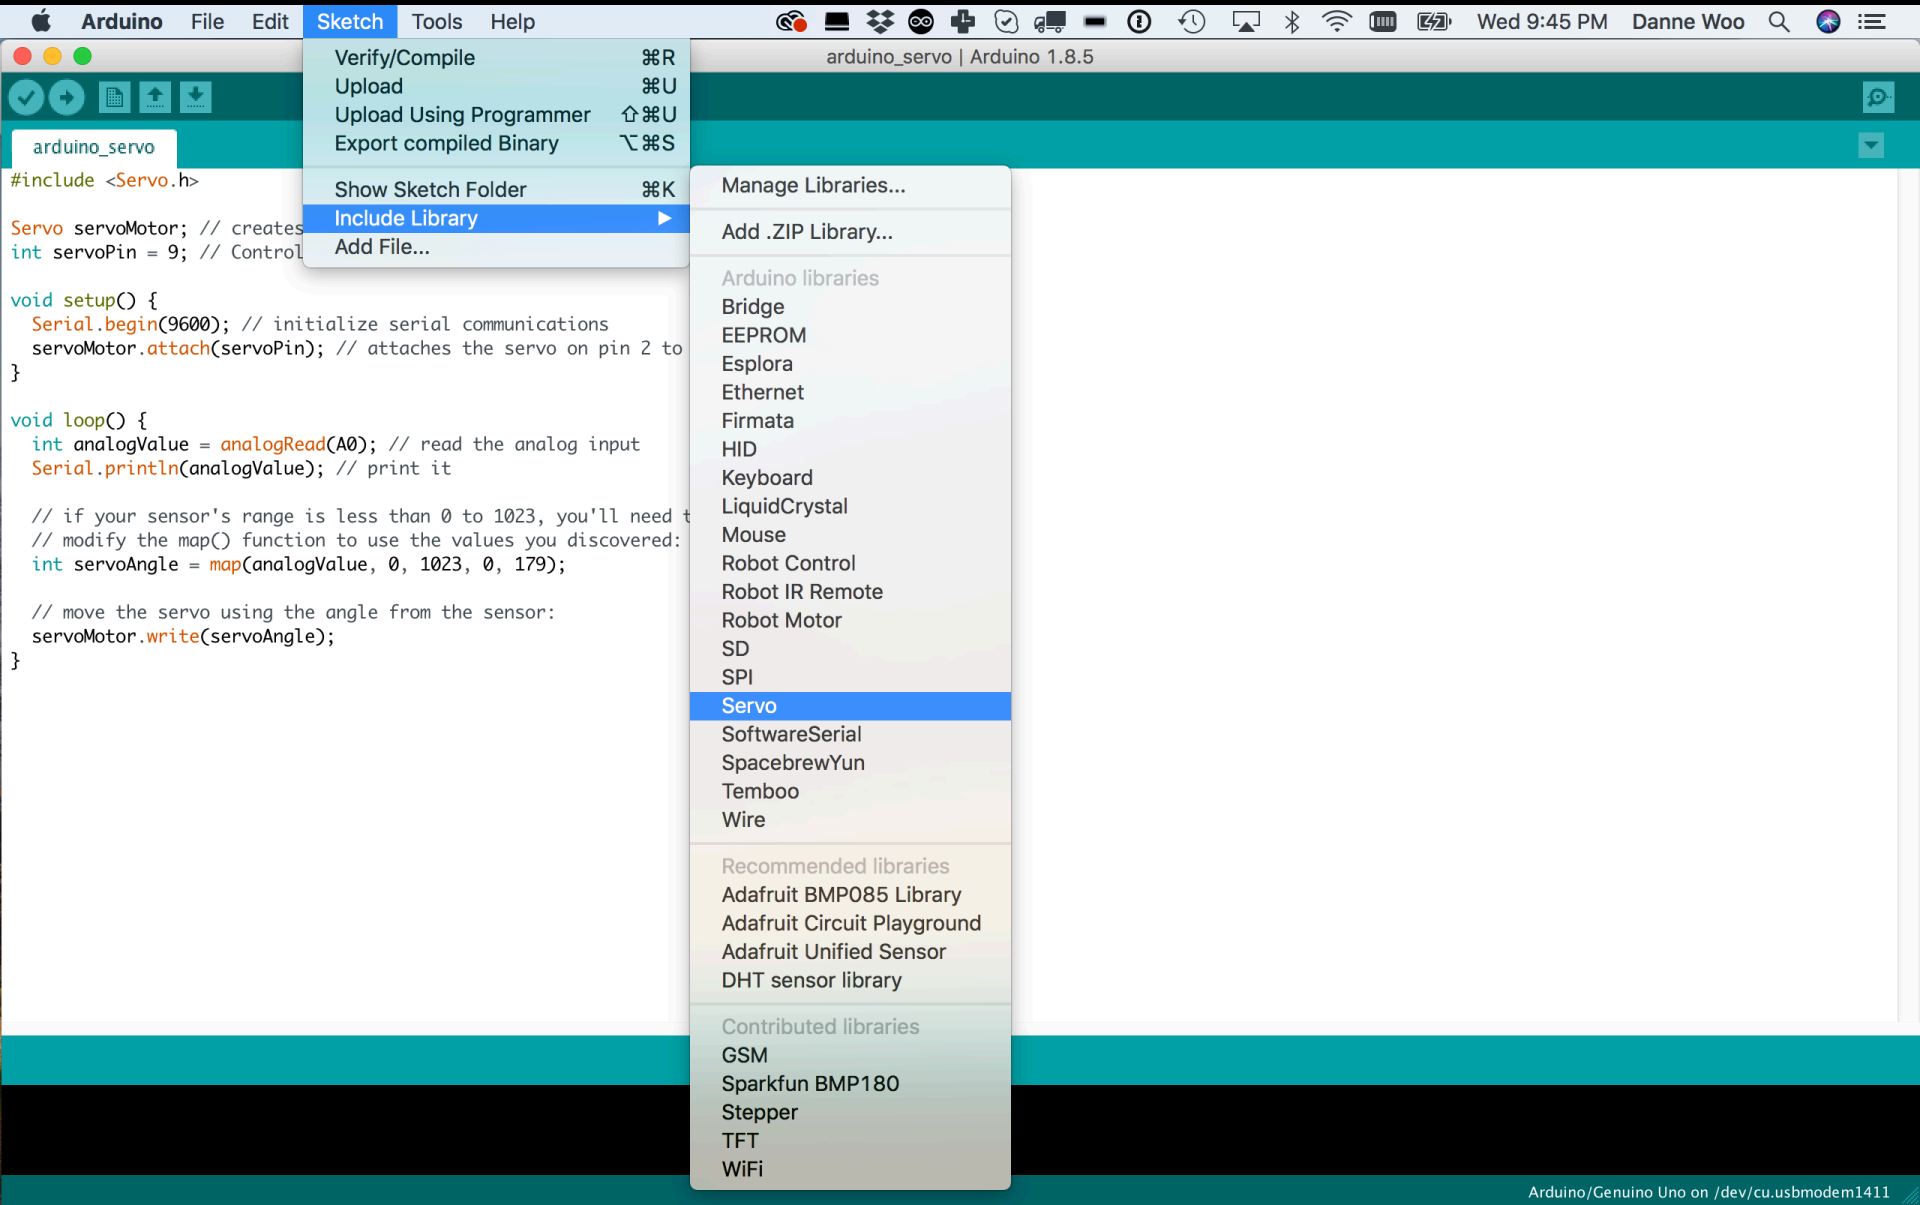 Arduino File Edit Sketch Tools Help Wed 9:45 PM Danne Woo
arduino_servo | Arduino 1.8.5
Verify/Compile ⌘R
Upload ⌘U
Upload Using Programmer ⇧⌘U
Export compiled Binary ⌥⌘S
Show Sketch Folder ⌘K
Include Library ▶
Add File...
Manage Libraries...
Add .ZIP Library...
Arduino libraries
Bridge
EEPROM
Esplora
Ethernet
Firmata
HID
Keyboard
LiquidCrystal
Mouse
Robot Control
Robot IR Remote
Robot Motor
SD
SPI
Servo
SoftwareSerial
SpacebrewYun
Temboo
Wire
Recommended libraries
Adafruit BMP085 Library
Adafruit Circuit Playground
Adafruit Unified Sensor
DHT sensor library
Contributed libraries
GSM
Sparkfun BMP180
Stepper
TFT
WiFi
arduino_servo
#include <Servo.h>
Servo servoMotor; // creates
int servoPin = 9; // Control
void setup() {
Serial.begin(9600); // initialize serial communications
servoMotor.attach(servoPin); // attaches the servo on pin 2 to
}
void loop() {
int analogValue = analogRead(A0); // read the analog input
Serial.println(analogValue); // print it
// if your sensor's range is less than 0 to 1023, you'll need t
// modify the map() function to use the values you discovered:
int servoAngle = map(analogValue, 0, 1023, 0, 179);
// move the servo using the angle from the sensor:
servoMotor.write(servoAngle);
}
Arduino/Genuino Uno on /dev/cu.usbmodem1411